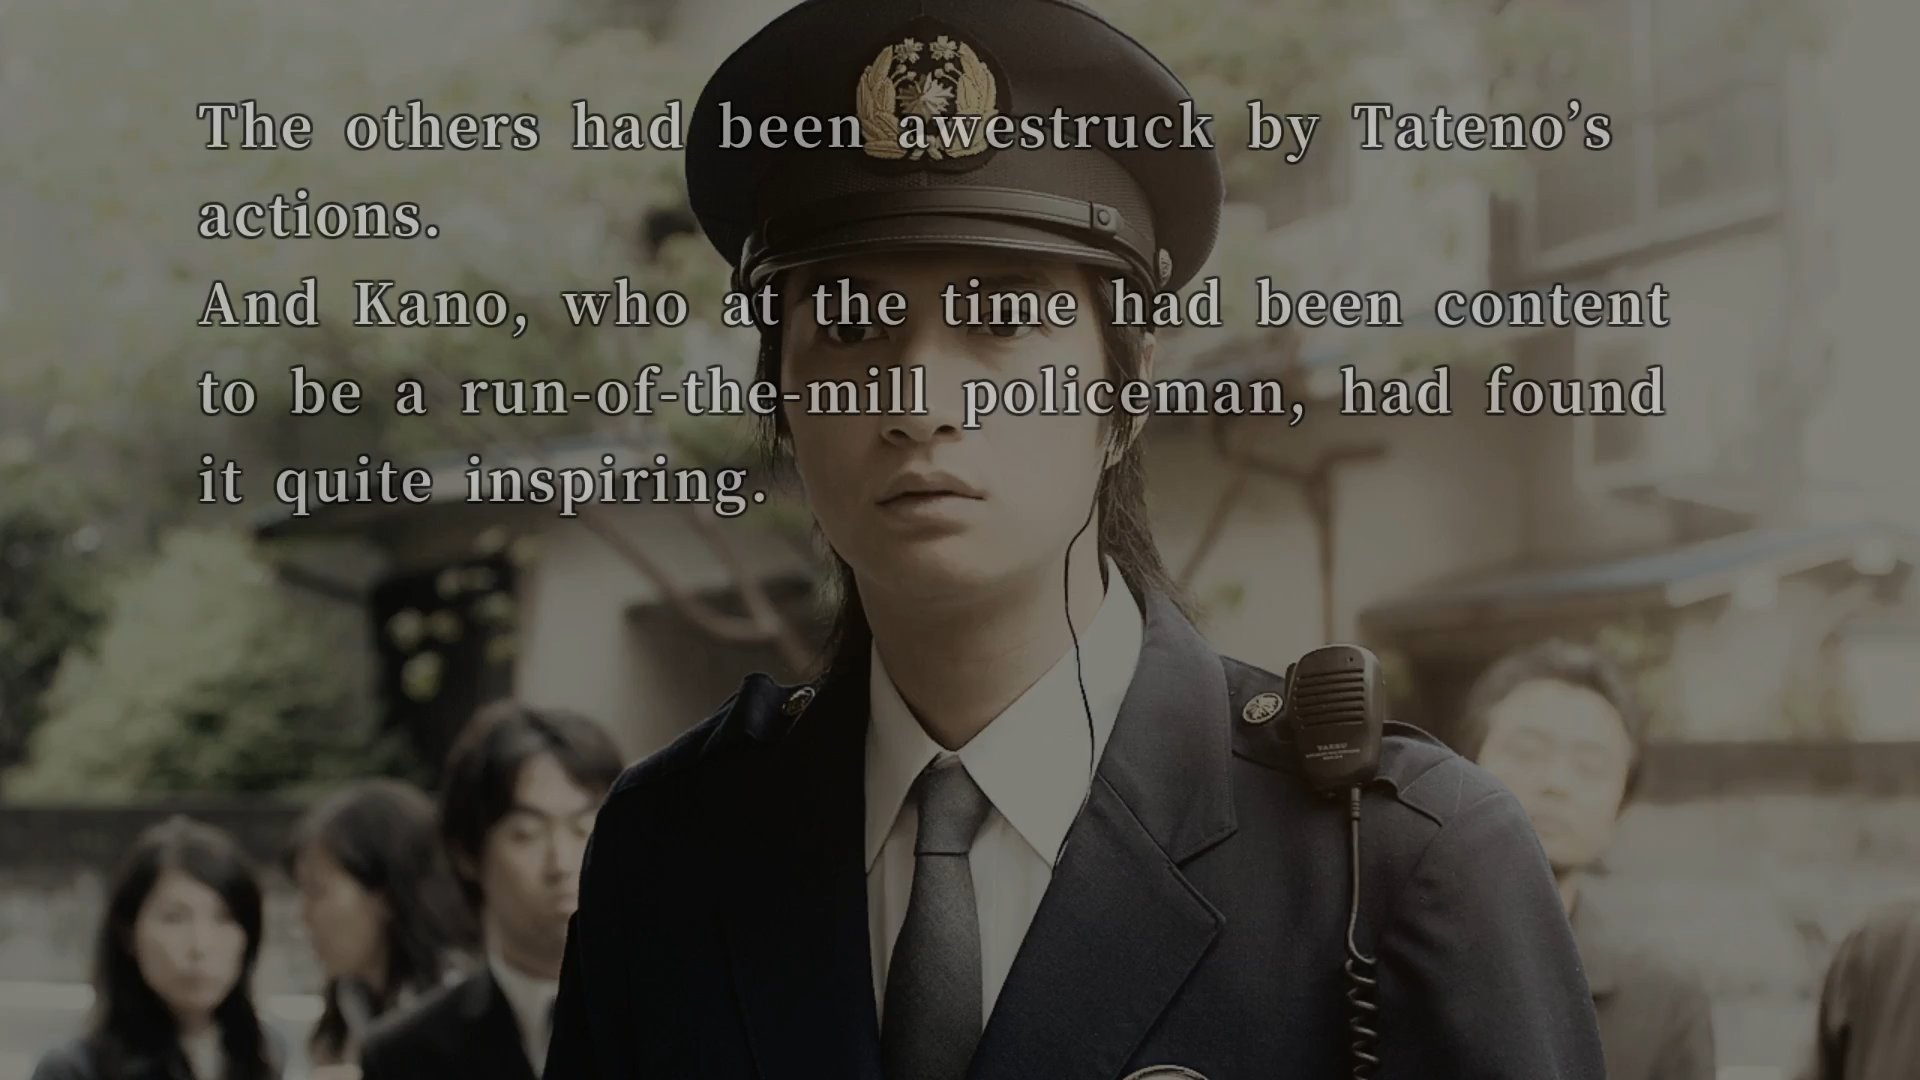 The others had been awestruck by Tateno’s
actions.
And Kano, who at the time had been content
to be a run-of-the-mill policeman, had found
it quite inspiring.
YAESU